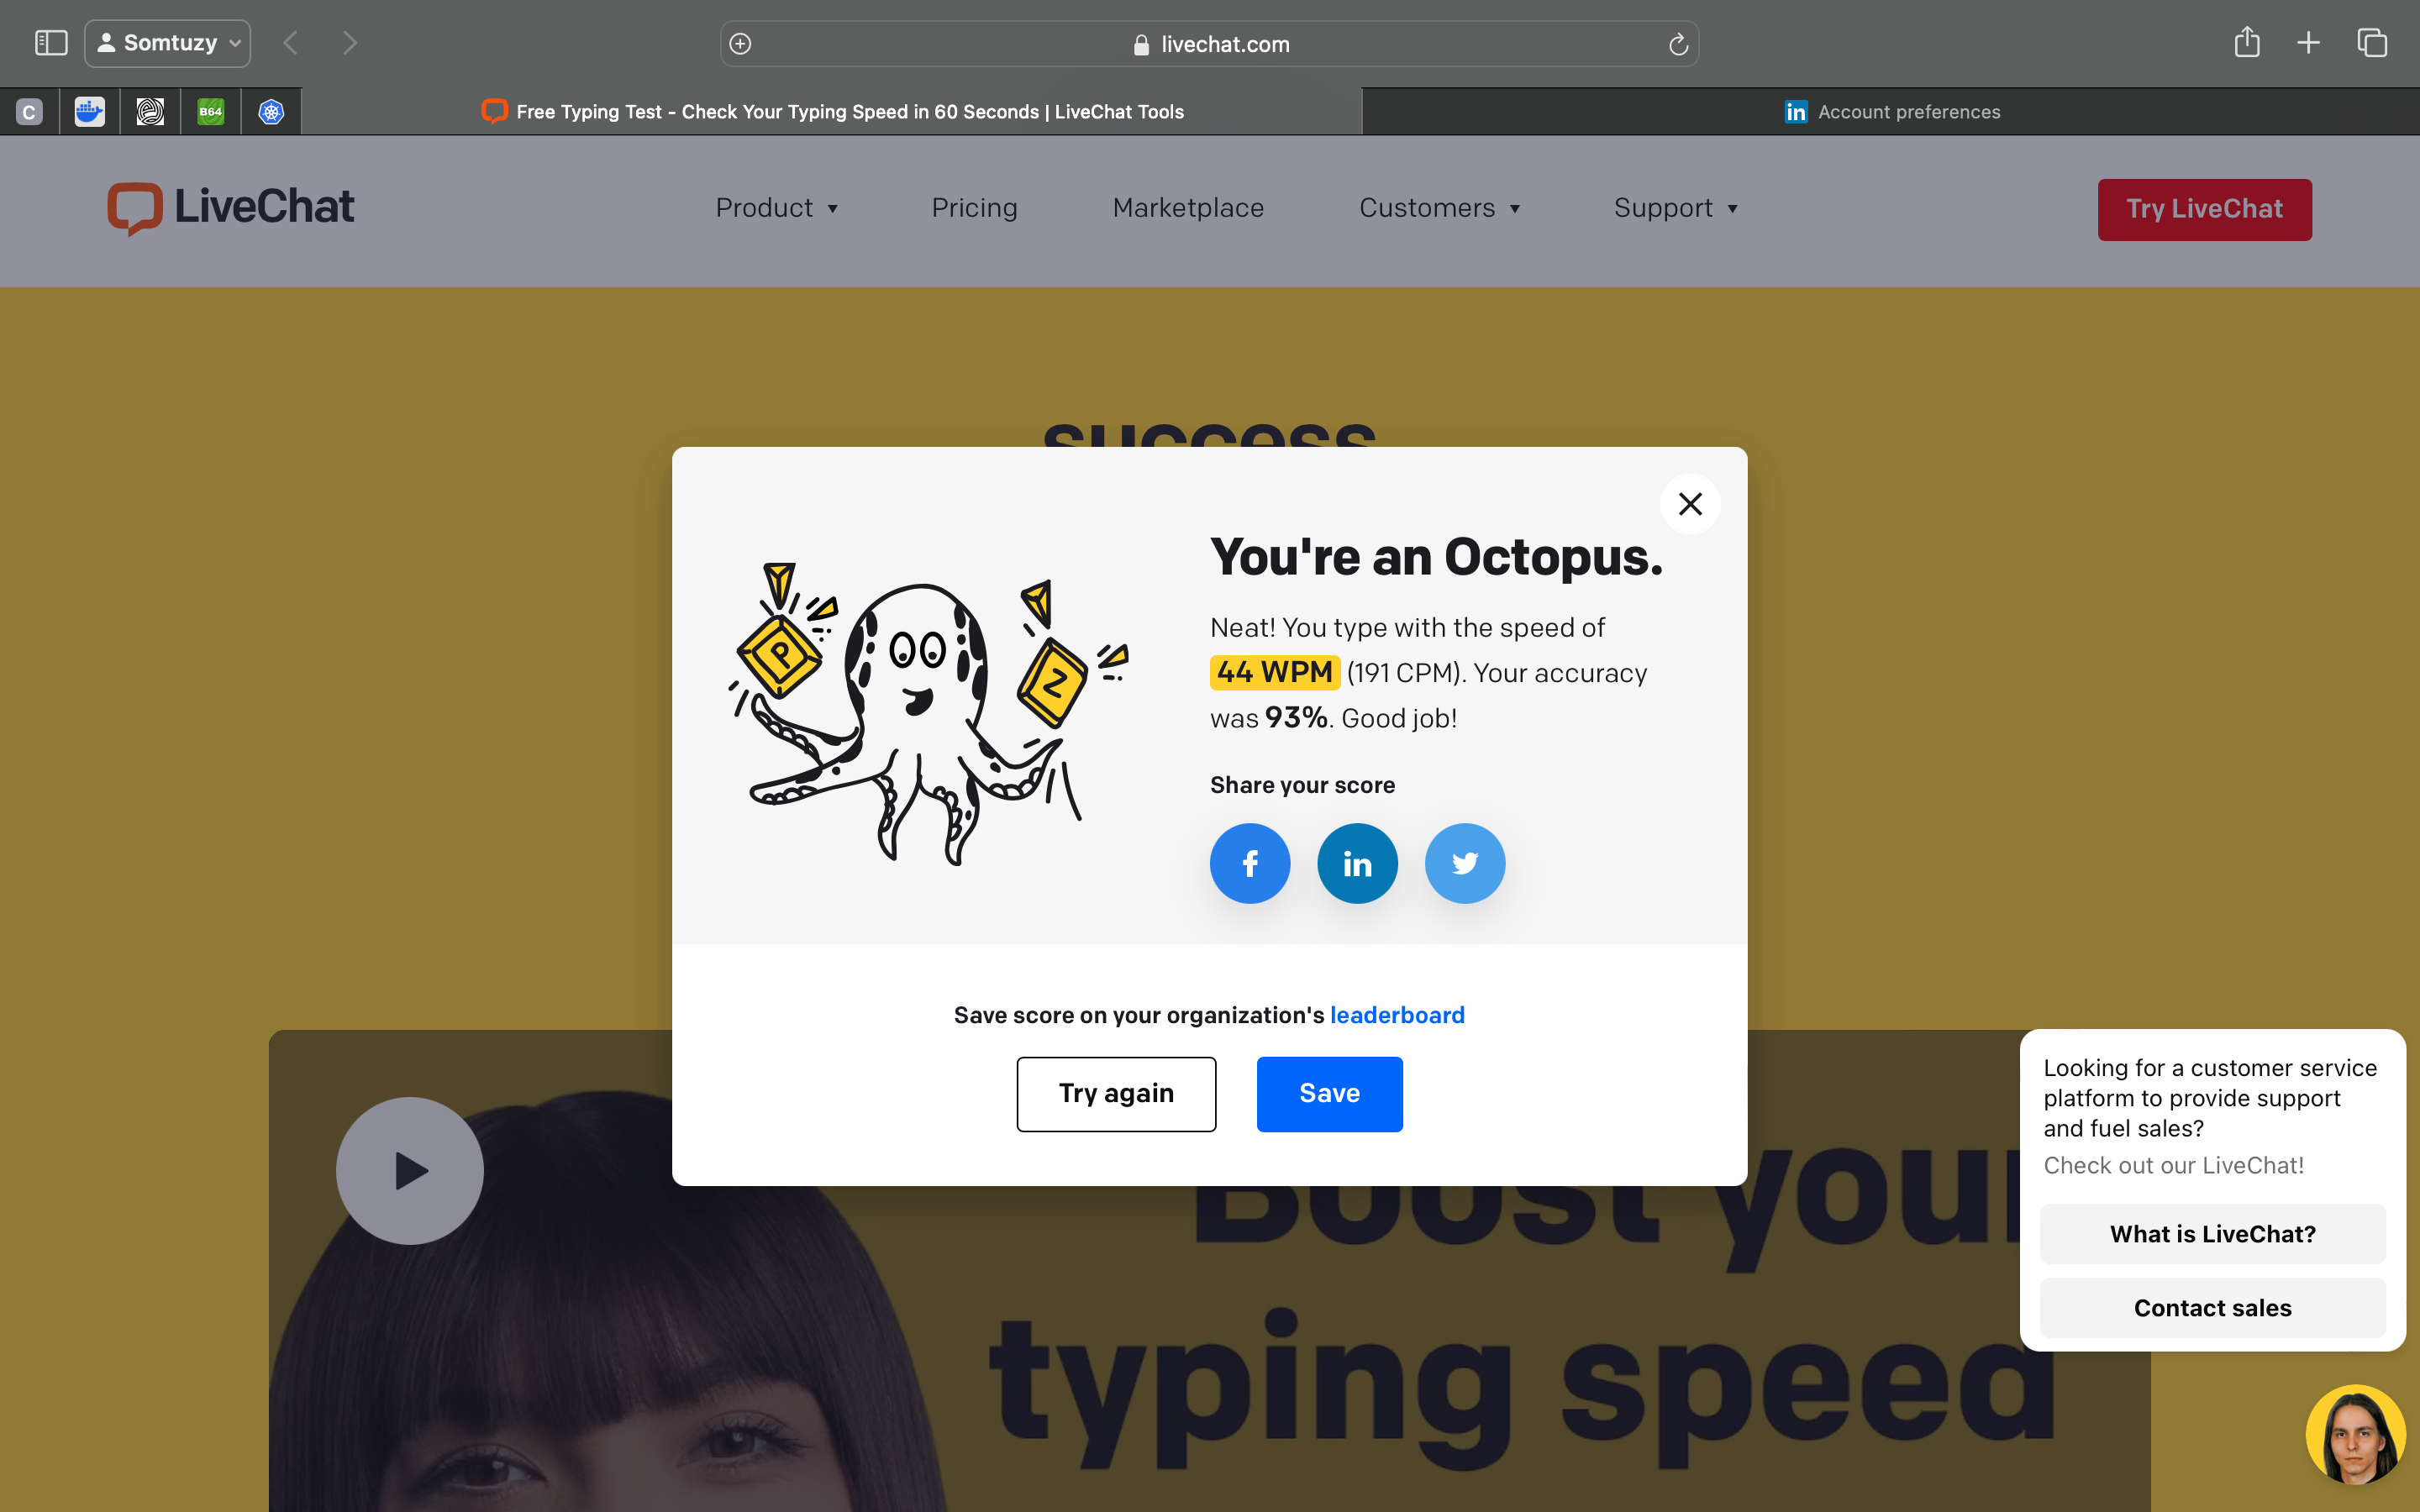 Somtuzy
livechat.com
C
B64
Free Typing Test - Check Your Typing Speed in 60 Seconds | LiveChat Tools
in Account preferences
LiveChat
Product
Pricing
Marketplace
Customers
Support
Try LiveChat
success
You're an Octopus.
Neat! You type with the speed of
44 WPM (191 CPM). Your accuracy
was 93%. Good job!
P
Z
Share your score
f
in
Save score on your organization's leaderboard
Try again
Save
Boost your
typing speed
Looking for a customer service
platform to provide support
and fuel sales?
Check out our LiveChat!
What is LiveChat?
Contact sales